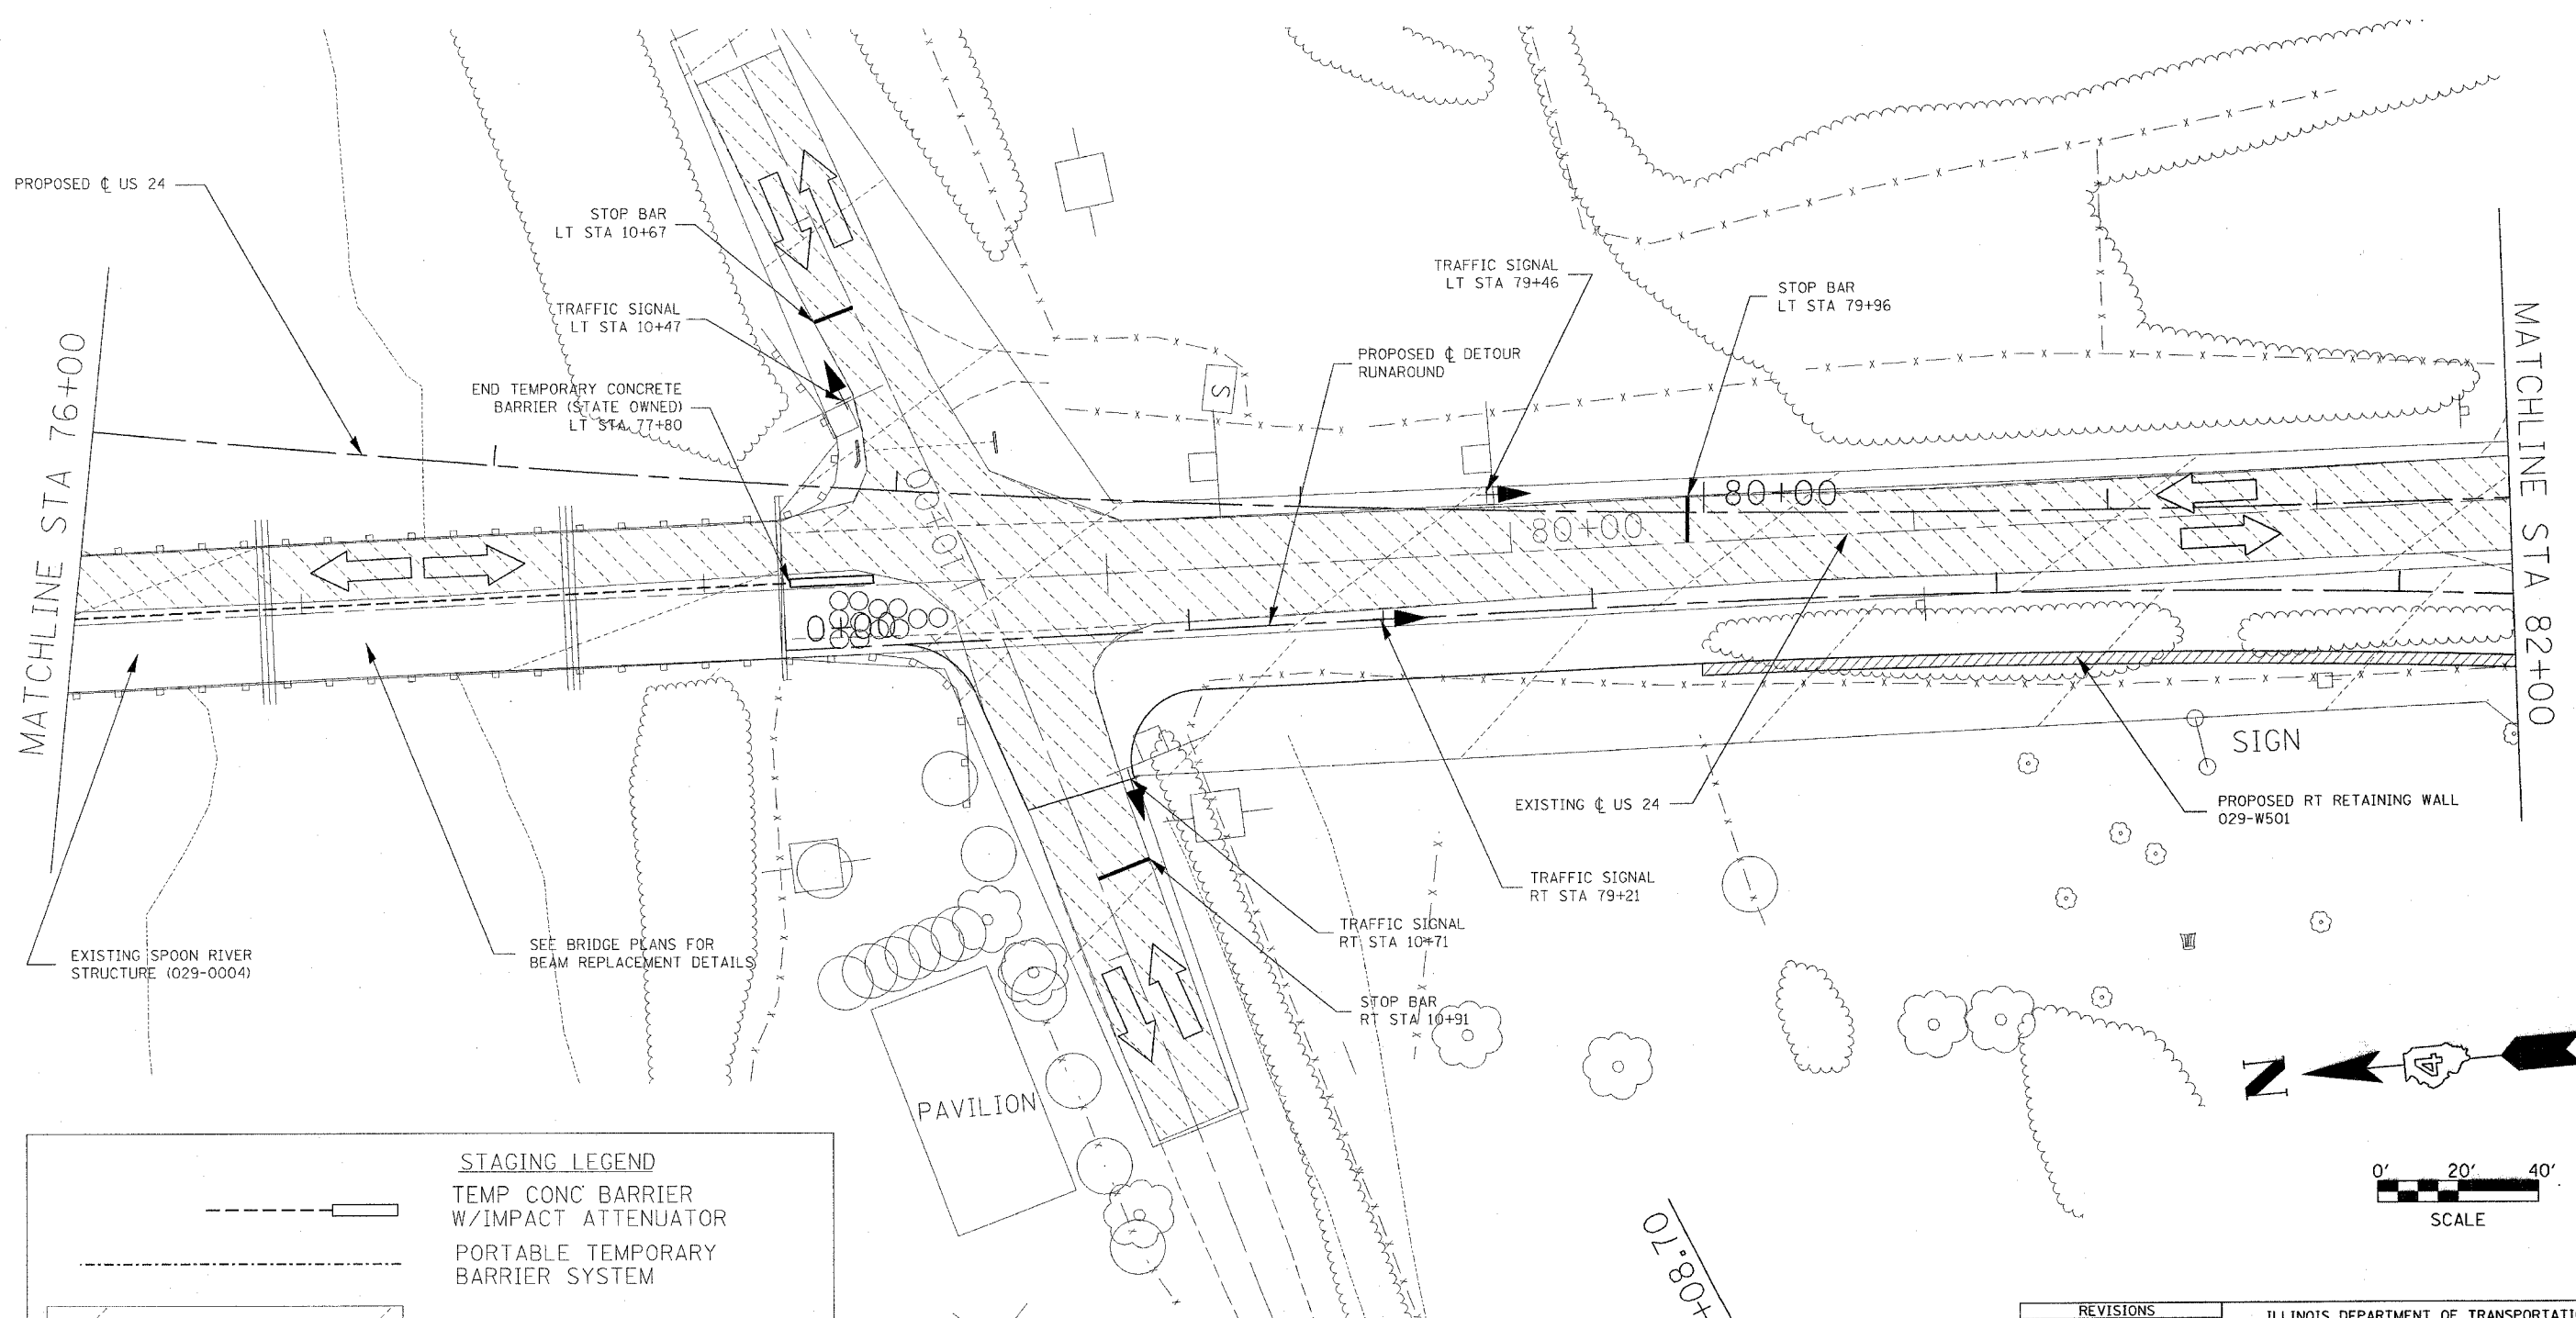 PROPOSED ℄ US 24
STOP BAR
LT STA 10+67
TRAFFIC SIGNAL
LT STA 10+47
END TEMPORARY CONCRETE
BARRIER (STATE OWNED)
LT STA 77+80
TRAFFIC SIGNAL
LT STA 79+46
STOP BAR
LT STA 79+96
PROPOSED ℄ DETOUR
RUNAROUND
MATCHLINE STA 76+00
MATCHLINE STA 82+00
S
10+00
80+00
80+00
0+00
SIGN
EXISTING ℄ US 24
PROPOSED RT RETAINING WALL
029-W501
TRAFFIC SIGNAL
RT STA 79+21
TRAFFIC SIGNAL
RT STA 10+71
STOP BAR
RT STA 10+91
EXISTING SPOON RIVER
STRUCTURE (029-0004)
SEE BRIDGE PLANS FOR
BEAM REPLACEMENT DETAILS
PAVILION
N
4
0' 20' 40'
SCALE
+08.70
STAGING LEGEND
TEMP CONC BARRIER
W/IMPACT ATTENUATOR
PORTABLE TEMPORARY
BARRIER SYSTEM
REVISIONS
ILLINOIS DEPARTMENT OF TRANSPORTATI